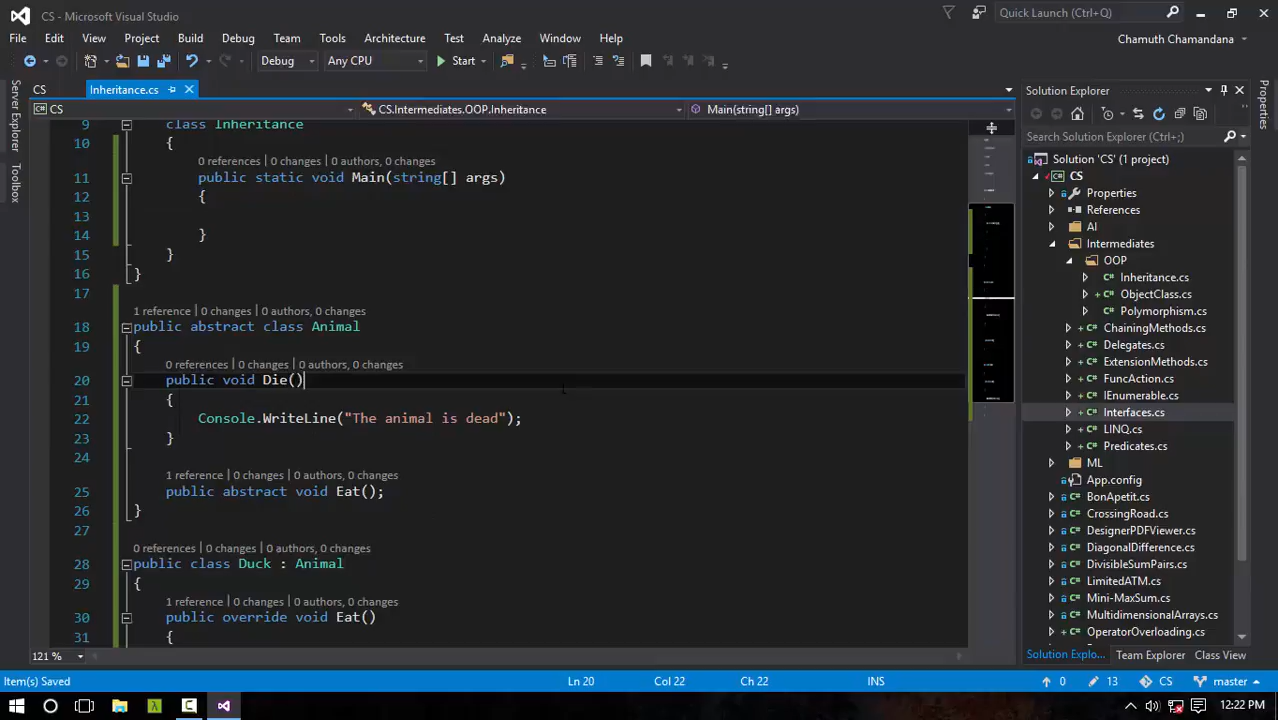 CS - Microsoft Visual Studio
Quick Launch (Ctrl+Q)
File Edit View Project Build Debug Team Tools Architecture Test Analyze Window Help
Chamuth Chamandana
Debug Any CPU Start
Server Explorer
Toolbox
CS Inheritance.cs
CS CS.Intermediates.OOP.Inheritance Main(string[] args)
9 class Inheritance
10 {
0 references | 0 changes | 0 authors, 0 changes
11 public static void Main(string[] args)
12 {
13
14 }
15 }
16 }
17
1 reference | 0 changes | 0 authors, 0 changes
18 public abstract class Animal
19 {
0 references | 0 changes | 0 authors, 0 changes
20 public void Die()
21 {
22 Console.WriteLine("The animal is dead");
23 }
24
1 reference | 0 changes | 0 authors, 0 changes
25 public abstract void Eat();
26 }
27
0 references | 0 changes | 0 authors, 0 changes
28 public class Duck : Animal
29 {
1 reference | 0 changes | 0 authors, 0 changes
30 public override void Eat()
31 {
121 %
Solution Explorer
Search Solution Explorer (Ctrl+;)
Solution 'CS' (1 project)
CS
Properties
References
AI
Intermediates
OOP
Inheritance.cs
ObjectClass.cs
Polymorphism.cs
ChainingMethods.cs
Delegates.cs
ExtensionMethods.cs
FuncAction.cs
IEnumerable.cs
Interfaces.cs
LINQ.cs
Predicates.cs
ML
App.config
BonApetit.cs
CrossingRoad.cs
DesignerPDFViewer.cs
DiagonalDifference.cs
DivisibleSumPairs.cs
LimitedATM.cs
Mini-MaxSum.cs
MultidimensionalArrays.cs
OperatorOverloading.cs
Solution Explo... Team Explorer Class View
Properties
Item(s) Saved Ln 20 Col 22 Ch 22 INS 0 13 CS master
12:22 PM